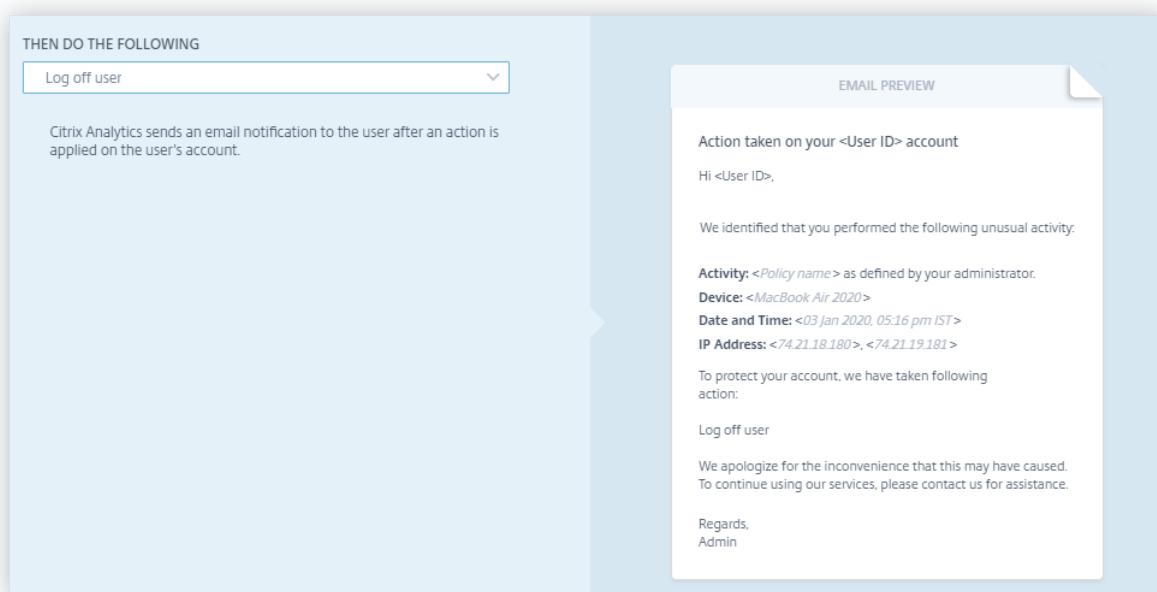 THEN DO THE FOLLOWING
Log off user
Citrix Analytics sends an email notification to the user after an action is
applied on the user's account.
EMAIL PREVIEW
Action taken on your <User ID> account
Hi <User ID>,
We identified that you performed the following unusual activity:
Activity: <Policy name> as defined by your administrator.
Device: <MacBook Air 2020>
Date and Time: <03 Jan 2020, 05:16 pm IST>
IP Address: <74.21.18.180>, <74.21.19.181>
To protect your account, we have taken following
action:
Log off user
We apologize for the inconvenience that this may have caused.
To continue using our services, please contact us for assistance.
Regards,
Admin